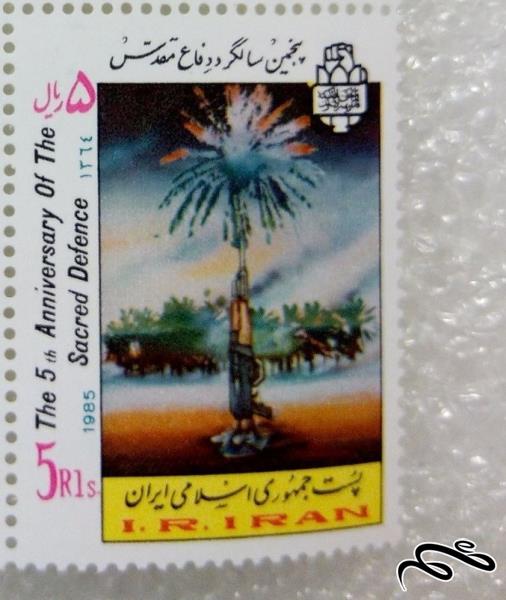 پنجمین سالگرد دفاع مقدس
۵ ریال
The 5th Anniversary Of The
Sacred Defence ١٣٦٤
1985
5Rls
پست جمهوری اسلامی ایران
I. R. IRAN